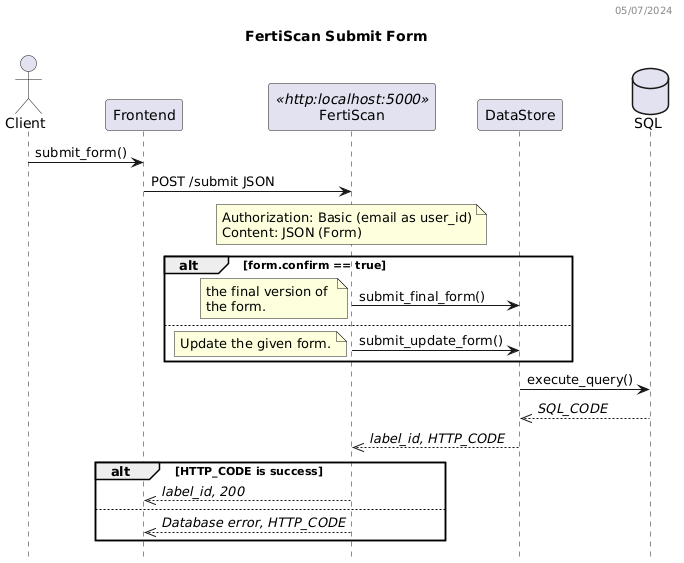 05/07/2024
FertiScan Submit Form
Client
Frontend
«http:localhost:5000»
FertiScan
DataStore
SQL
submit_form()
POST /submit JSON
Authorization: Basic (email as user_id)
Content: JSON (Form)
alt [form.confirm == true]
the final version of
the form.
submit_final_form()
Update the given form.
submit_update_form()
execute_query()
SQL_CODE
label_id, HTTP_CODE
alt [HTTP_CODE is success]
label_id, 200
Database error, HTTP_CODE